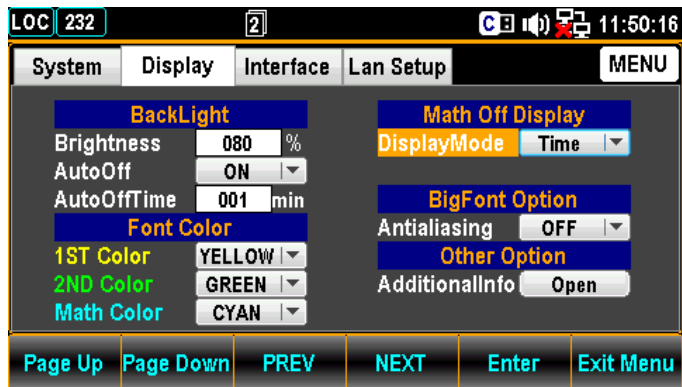 LOC 232 2 C 11:50:16
System Display Interface Lan Setup MENU
BackLight
Brightness 080 %
AutoOff ON
AutoOffTime 001 min
Font Color
1ST Color YELLOW
2ND Color GREEN
Math Color CYAN
Math Off Display
DisplayMode Time
BigFont Option
Antialiasing OFF
Other Option
AdditionalInfo Open
Page Up Page Down PREV NEXT Enter Exit Menu